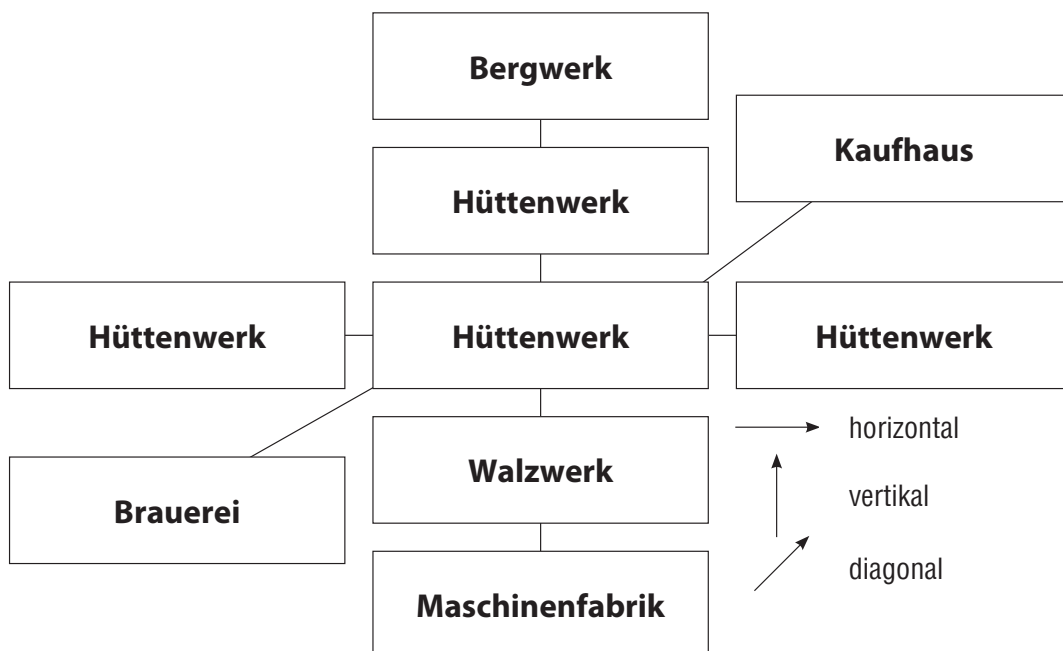 Bergwerk
Kaufhaus
Hüttenwerk
Hüttenwerk
Hüttenwerk
Hüttenwerk
horizontal
Walzwerk
vertikal
Brauerei
diagonal
Maschinenfabrik